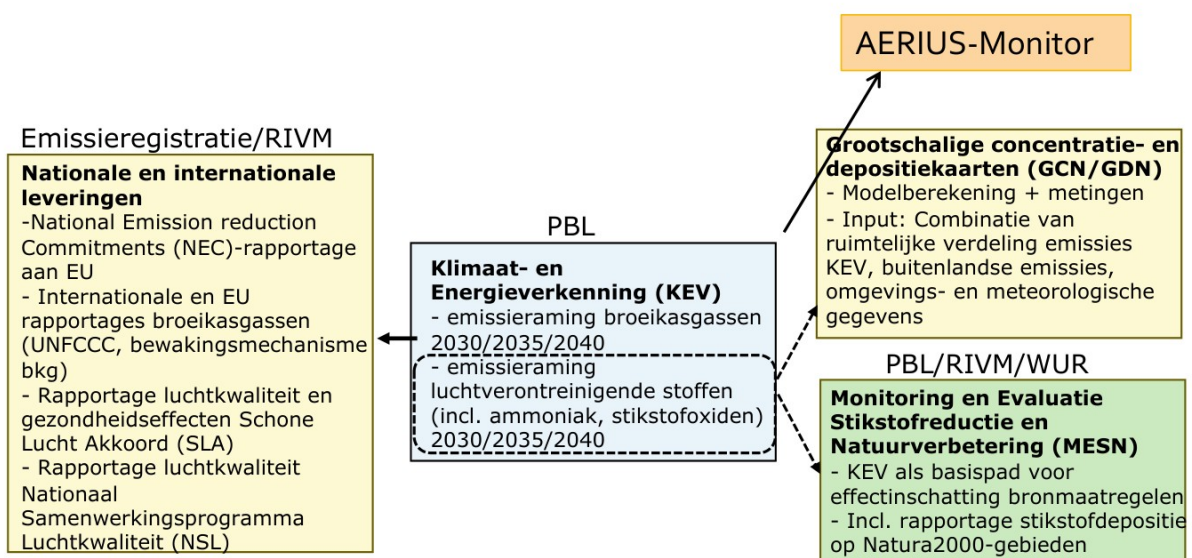 AERIUS-Monitor
Emissieregistratie/RIVM
Nationale en internationale
leveringen
-National Emission reduction
Commitments (NEC)-rapportage
aan EU
- Internationale en EU
rapportages broeikasgassen
(UNFCCC, bewakingsmechanisme
bkg)
- Rapportage luchtkwaliteit en
gezondheidseffecten Schone
Lucht Akkoord (SLA)
- Rapportage luchtkwaliteit
Nationaal
Samenwerkingsprogramma
Luchtkwaliteit (NSL)
PBL
Klimaat- en
Energieverkenning (KEV)
- emissieraming broeikasgassen
2030/2035/2040
- emissieraming
luchtverontreinigende stoffen
(incl. ammoniak, stikstofoxiden)
2030/2035/2040
Grootschalige concentratie- en
depositiekaarten (GCN/GDN)
- Modelberekening + metingen
- Input: Combinatie van
ruimtelijke verdeling emissies
KEV, buitenlandse emissies,
omgevings- en meteorologische
gegevens
PBL/RIVM/WUR
Monitoring en Evaluatie
Stikstofreductie en
Natuurverbetering (MESN)
- KEV als basispad voor
effectinschatting bronmaatregelen
- Incl. rapportage stikstofdepositie
op Natura2000-gebieden